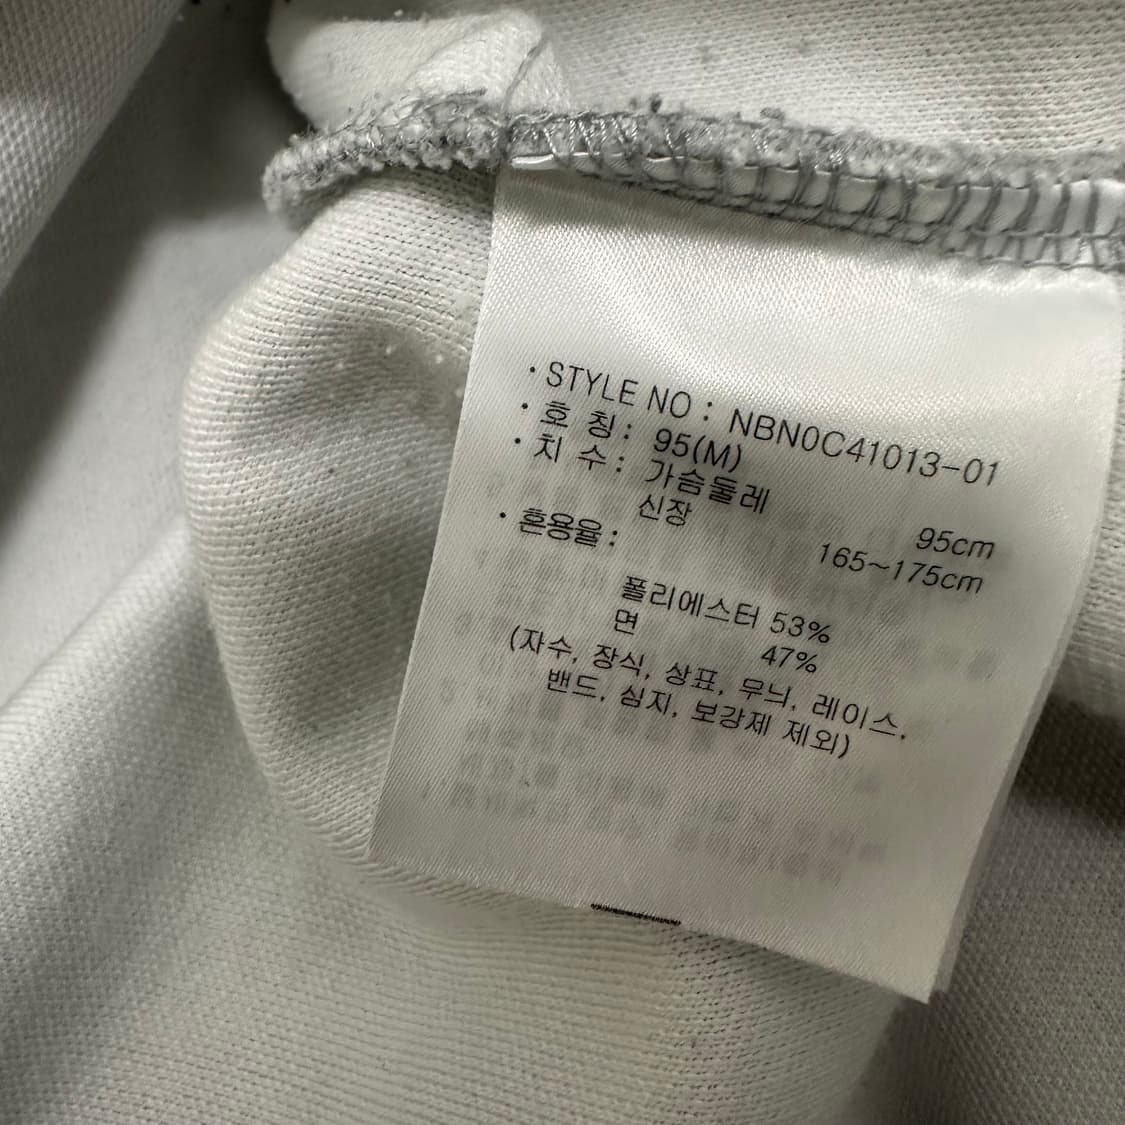 · STYLE NO : NBN0C41013-01
· 호 칭 : 95(M)
· 치 수 : 가슴둘레 95cm
신장 165~175cm
· 혼용율 :
폴리에스터 53%
면 47%
(자수, 장식, 상표, 무늬, 레이스,
밴드, 심지, 보강제 제외)